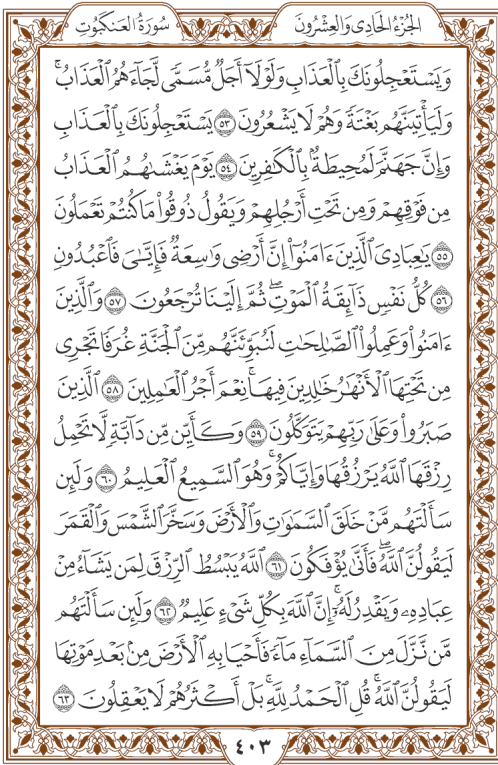 الجُزْءُ الحَادِى وَالعِشْرُونَ
سُورَةُ العَنكَبُوتِ
وَيَسْتَعْجِلُونَكَ بِٱلْعَذَابِ وَلَوْلَآ أَجَلٌ مُّسَمًّى لَّجَآءَهُمُ ٱلْعَذَابُۚ
وَلَيَأْتِيَنَّهُم بَغْتَةً وَهُمْ لَا يَشْعُرُونَ ٥٣ يَسْتَعْجِلُونَكَ بِٱلْعَذَابِ
وَإِنَّ جَهَنَّمَ لَمُحِيطَةٌۢ بِٱلْكَٰفِرِينَ ٥٤ يَوْمَ يَغْشَىٰهُمُ ٱلْعَذَابُ
مِن فَوْقِهِمْ وَمِن تَحْتِ أَرْجُلِهِمْ وَيَقُولُ ذُوقُوا۟ مَا كُنتُمْ تَعْمَلُونَ
٥٥ يَٰعِبَادِىَ ٱلَّذِينَ ءَامَنُوٓا۟ إِنَّ أَرْضِى وَٰسِعَةٌ فَإِيَّٰىَ فَٱعْبُدُونِ
٥٦ كُلُّ نَفْسٍ ذَآئِقَةُ ٱلْمَوْتِۖ ثُمَّ إِلَيْنَا تُرْجَعُونَ ٥٧ وَٱلَّذِينَ
ءَامَنُوا۟ وَعَمِلُوا۟ ٱلصَّٰلِحَٰتِ لَنُبَوِّئَنَّهُم مِّنَ ٱلْجَنَّةِ غُرَفًا تَجْرِى
مِن تَحْتِهَا ٱلْأَنْهَٰرُ خَٰلِدِينَ فِيهَاۚ نِعْمَ أَجْرُ ٱلْعَٰمِلِينَ ٥٨ ٱلَّذِينَ
صَبَرُوا۟ وَعَلَىٰ رَبِّهِمْ يَتَوَكَّلُونَ ٥٩ وَكَأَيِّن مِّن دَآبَّةٍ لَّا تَحْمِلُ
رِزْقَهَا ٱللَّهُ يَرْزُقُهَا وَإِيَّاكُمْۚ وَهُوَ ٱلسَّمِيعُ ٱلْعَلِيمُ ٦٠ وَلَئِن
سَأَلْتَهُم مَّنْ خَلَقَ ٱلسَّمَٰوَٰتِ وَٱلْأَرْضَ وَسَخَّرَ ٱلشَّمْسَ وَٱلْقَمَرَ
لَيَقُولُنَّ ٱللَّهُۖ فَأَنَّىٰ يُؤْفَكُونَ ٦١ ٱللَّهُ يَبْسُطُ ٱلرِّزْقَ لِمَن يَشَآءُ مِنْ
عِبَادِهِۦ وَيَقْدِرُ لَهُۥٓۚ إِنَّ ٱللَّهَ بِكُلِّ شَىْءٍ عَلِيمٌ ٦٢ وَلَئِن سَأَلْتَهُم
مَّن نَّزَّلَ مِنَ ٱلسَّمَآءِ مَآءً فَأَحْيَا بِهِ ٱلْأَرْضَ مِنۢ بَعْدِ مَوْتِهَا
لَيَقُولُنَّ ٱللَّهُۚ قُلِ ٱلْحَمْدُ لِلَّهِۚ بَلْ أَكْثَرُهُمْ لَا يَعْقِلُونَ ٦٣
٤٠٣